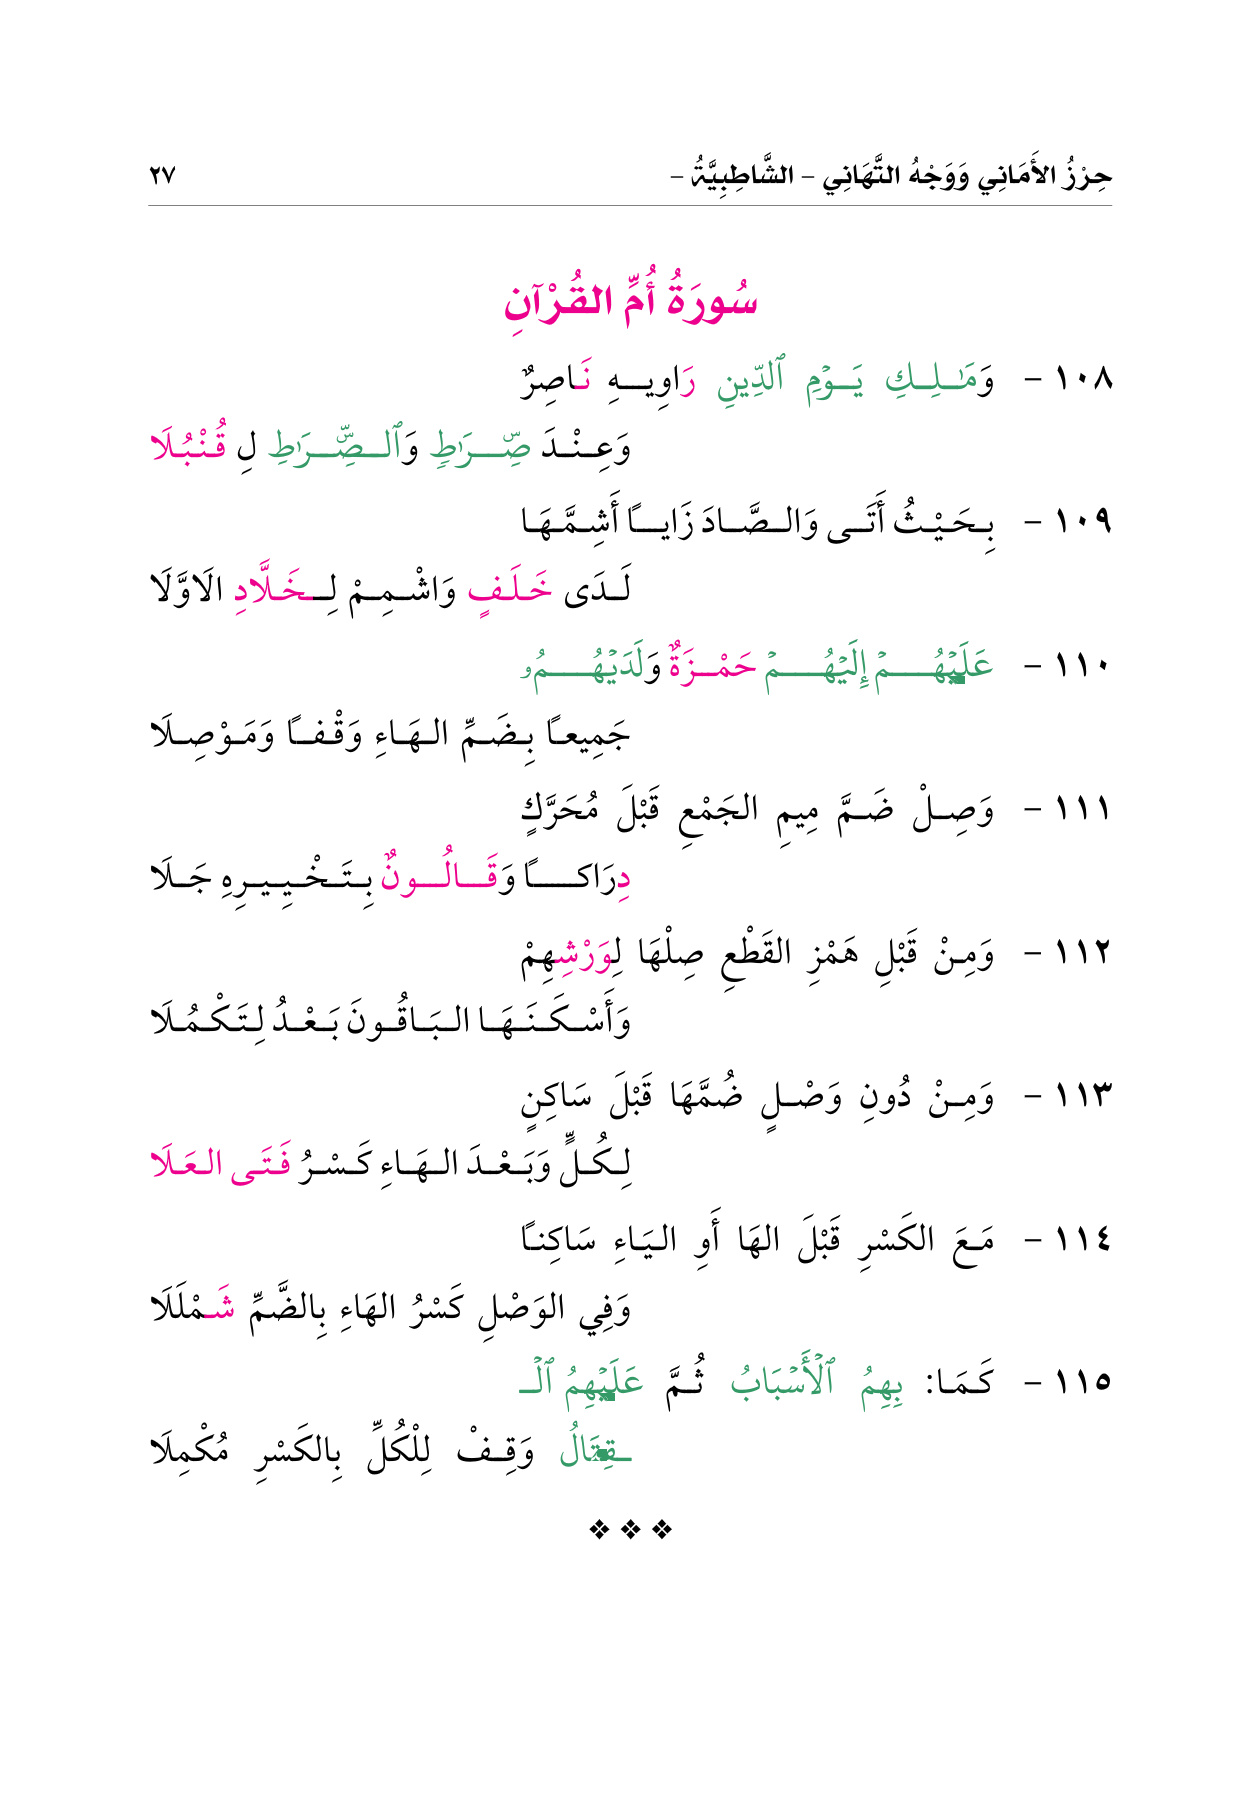 حِرْزُ الأَمَانِي وَوَجْهُ التَّهَانِي – الشَّاطِبِيَّةُ – ٢٧
سُورَةُ أُمِّ القُرْآنِ
١٠٨ – وَمَٰلِكِ يَوْمِ ٱلدِّينِ رَاوِيهِ نَاصِرٌ
وَعِنْدَ صِّرَٰطٍ وَٱلصِّرَٰطِ لِ قُنْبُلَا
١٠٩ – بِحَيْثُ أَتَى وَالصَّادَ زَايًا أَشِمَّهَا
لَدَى خَلَفٍ وَاشْمِمْ لِخَلَّادِ الَاوَّلَا
١١٠ – عَلَيْهُمْ إِلَيْهُمْ حَمْزَةٌ وَلَدَيْهُمُو
جَمِيعًا بِضَمِّ الهَاءِ وَقْفًا وَمَوْصِلَا
١١١ – وَصِلْ ضَمَّ مِيمِ الجَمْعِ قَبْلَ مُحَرَّكٍ
دِرَاكًا وَقَالُونٌ بِتَخْيِيرِهِ جَلَا
١١٢ – وَمِنْ قَبْلِ هَمْزِ القَطْعِ صِلْهَا لِوَرْشِهِمْ
وَأَسْكَنَهَا البَاقُونَ بَعْدُ لِتَكْمُلَا
١١٣ – وَمِنْ دُونِ وَصْلٍ ضُمَّهَا قَبْلَ سَاكِنٍ
لِكُلٍّ وَبَعْدَ الهَاءِ كَسْرُ فَتَى العَلَا
١١٤ – مَعَ الكَسْرِ قَبْلَ الهَا أَوِ اليَاءِ سَاكِنًا
وَفِي الوَصْلِ كَسْرُ الهَاءِ بِالضَّمِّ شَمْلَلَا
١١٥ – كَمَا: بِهِمُ ٱلْأَسْبَابُ ثُمَّ عَلَيْهِمُ ٱلْـ
ـقِتَالُ وَقِفْ لِلْكُلِّ بِالكَسْرِ مُكْمِلَا